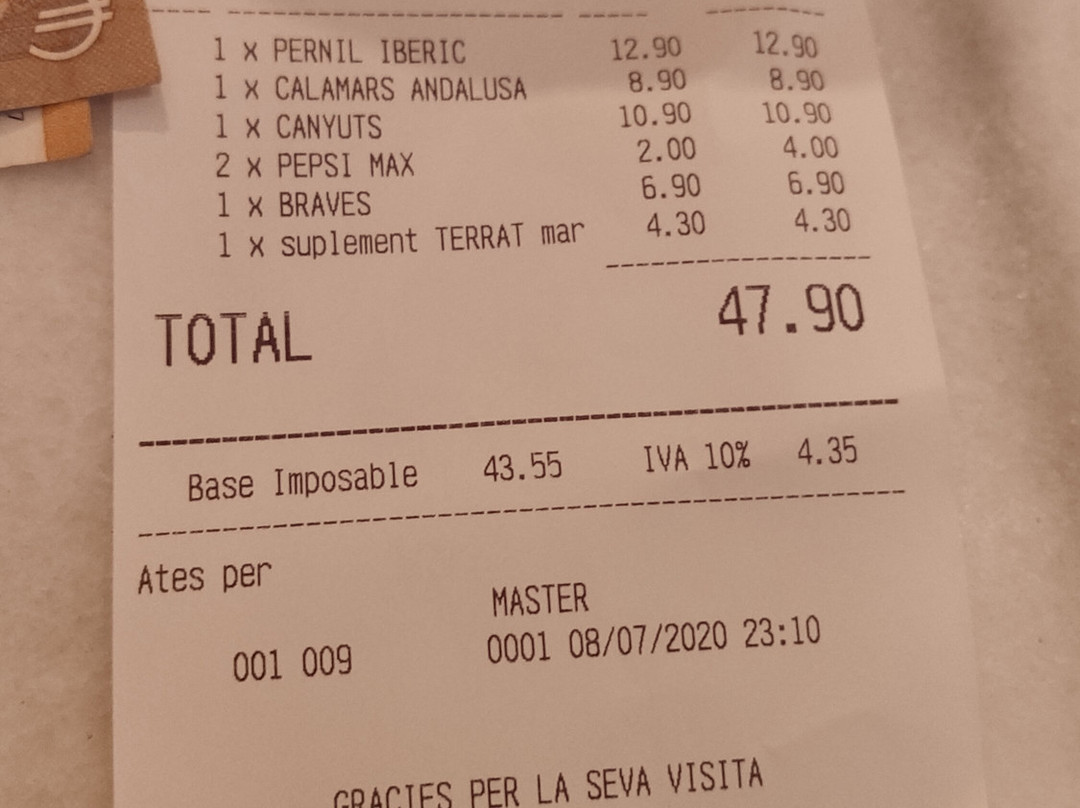 1 x PERNIL IBERIC 12.90 12.90
1 x CALAMARS ANDALUSA 8.90 8.90
1 x CANYUTS 10.90 10.90
2 x PEPSI MAX 2.00 4.00
1 x BRAVES 6.90 6.90
1 x suplement TERRAT mar 4.30 4.30
TOTAL 47.90
Base Imposable 43.55 IVA 10% 4.35
Ates per
MASTER
001 009 0001 08/07/2020 23:10
GRACIES PER LA SEVA VISITA